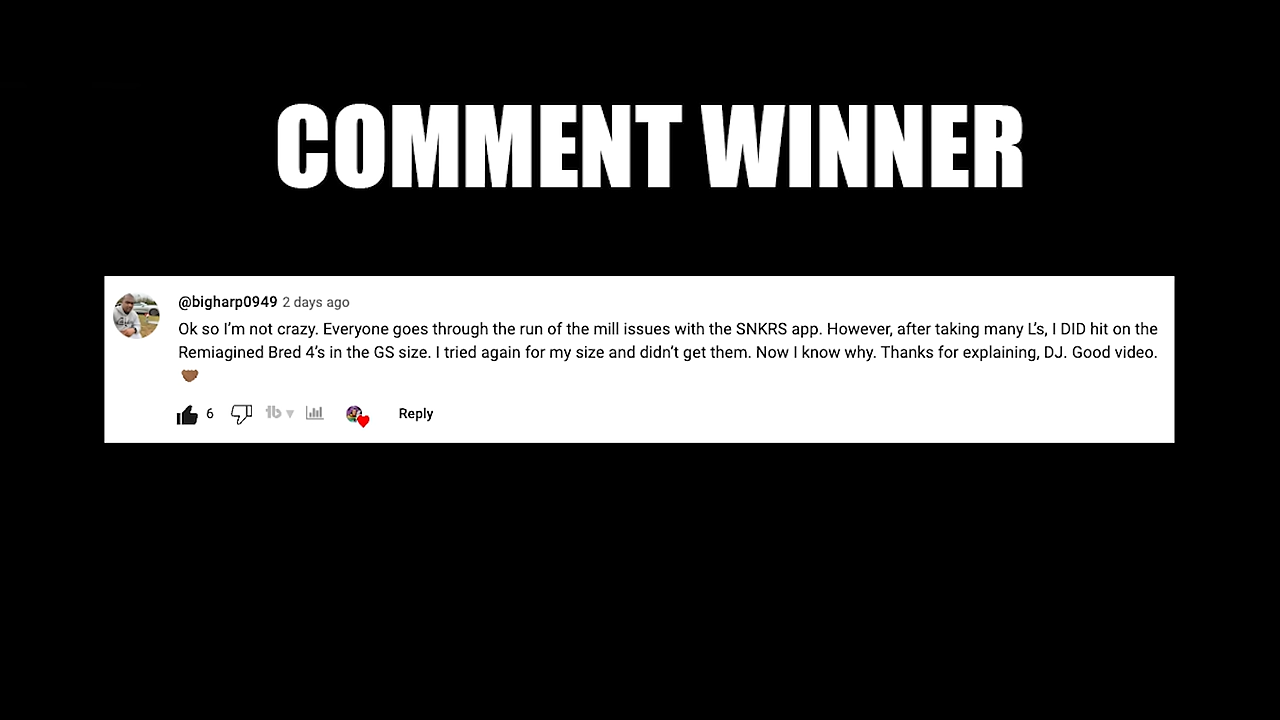 COMMENT WINNER
@bigharp0949 2 days ago
Ok so I'm not crazy. Everyone goes through the run of the mill issues with the SNKRS app. However, after taking many L's, I DID hit on the
Remiagined Bred 4's in the GS size. I tried again for my size and didn't get them. Now I know why. Thanks for explaining, DJ. Good video.
🤝🏾
6 tb ▾ Reply